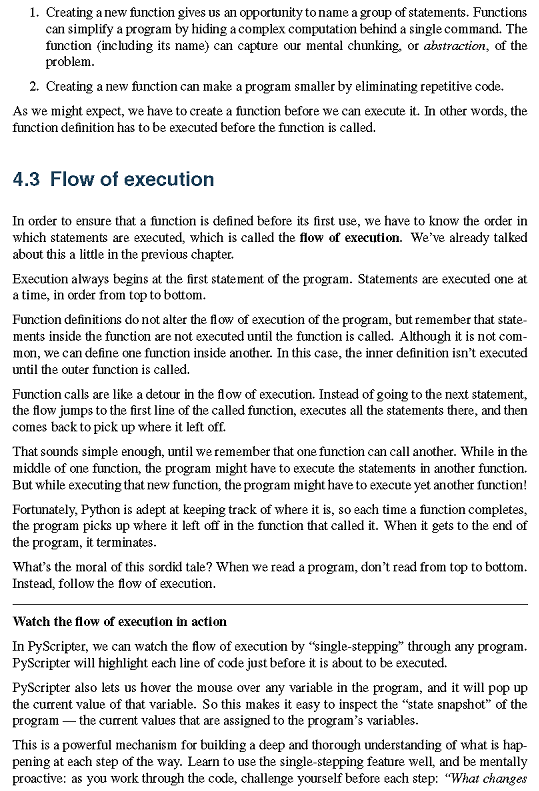 1. Creating a new function gives us an opportunity to name a group of statements. Functions
can simplify a program by hiding a complex computation behind a single command. The
function (including its name) can capture our mental chunking, or abstraction, of the
problem.
2. Creating a new function can make a program smaller by eliminating repetitive code.
As we might expect, we have to create a function before we can execute it. In other words, the
function definition has to be executed before the function is called.
4.3 Flow of execution
In order to ensure that a function is defined before its first use, we have to know the order in
which statements are executed, which is called the flow of execution. We've already talked
about this a little in the previous chapter.
Execution always begins at the first statement of the program. Statements are executed one at
a time, in order from top to bottom.
Function definitions do not alter the flow of execution of the program, but remember that state-
ments inside the function are not executed until the function is called. Although it is not com-
mon, we can define one function inside another. In this case, the inner definition isn't executed
until the outer function is called.
Function calls are like a detour in the flow of execution. Instead of going to the next statement,
the flow jumps to the first line of the called function, executes all the statements there, and then
comes back to pick up where it left off.
That sounds simple enough, until we remember that one function can call another. While in the
middle of one function, the program might have to execute the statements in another function.
But while executing that new function, the program might have to execute yet another function!
Fortunately, Python is adept at keeping track of where it is, so each time a function completes,
the program picks up where it left off in the function that called it. When it gets to the end of
the program, it terminates.
What's the moral of this sordid tale? When we read a program, don't read from top to bottom.
Instead, follow the flow of execution.
Watch the flow of execution in action
In PyScripter, we can watch the flow of execution by “single-stepping” through any program.
PyScripter will highlight each line of code just before it is about to be executed.
PyScripter also lets us hover the mouse over any variable in the program, and it will pop up
the current value of that variable. So this makes it easy to inspect the “state snapshot” of the
program — the current values that are assigned to the program's variables.
This is a powerful mechanism for building a deep and thorough understanding of what is hap-
pening at each step of the way. Learn to use the single-stepping feature well, and be mentally
proactive: as you work through the code, challenge yourself before each step: “What changes